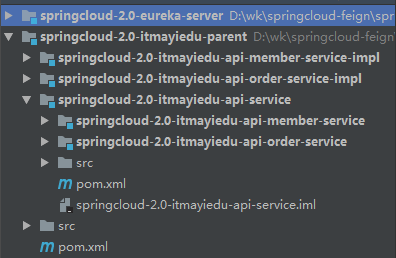 springcloud-2.0-eureka-server D:\wk\springcloud-feign\sp
springcloud-2.0-itmayiedu-parent D:\wk\springcloud-feign\
springcloud-2.0-itmayiedu-api-member-service-impl
springcloud-2.0-itmayiedu-api-order-service-impl
springcloud-2.0-itmayiedu-api-service
springcloud-2.0-itmayiedu-api-member-service
springcloud-2.0-itmayiedu-api-order-service
src
m pom.xml
springcloud-2.0-itmayiedu-api-service.iml
src
m pom.xml